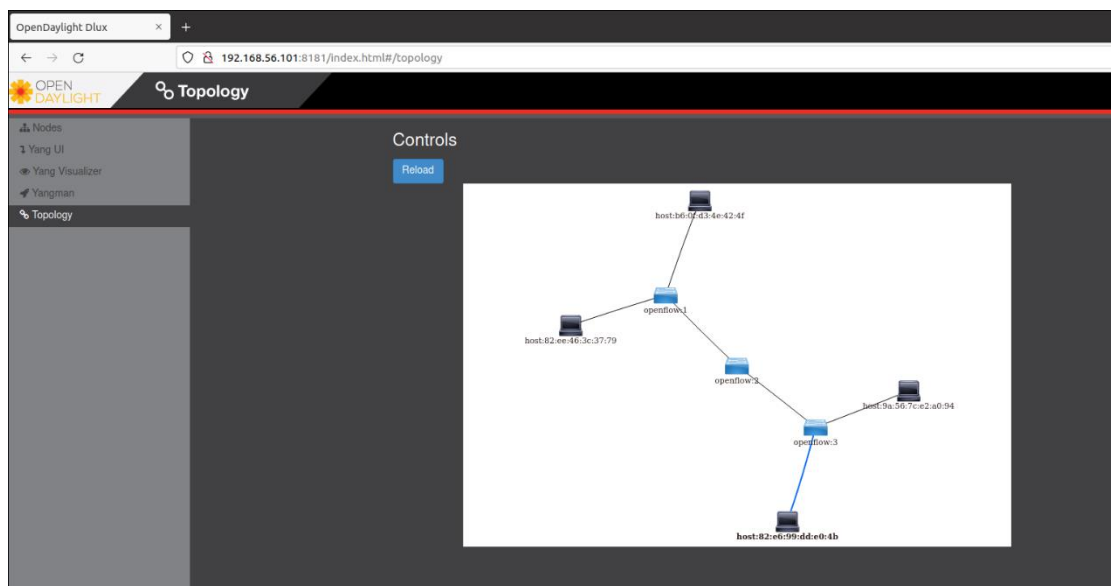 OpenDaylight Dlux
192.168.56.101:8181/index.html#/topology
OPEN
DAYLIGHT
Topology
Nodes
Yang UI
Yang Visualizer
Yangman
Topology
Controls
Reload
host:b6:0f:d3:4e:42:4f
openflow:1
host:82:ee:46:3c:37:79
openflow:2
host:9a:56:7c:e2:a0:94
openflow:3
host:82:e6:99:dd:e0:4b